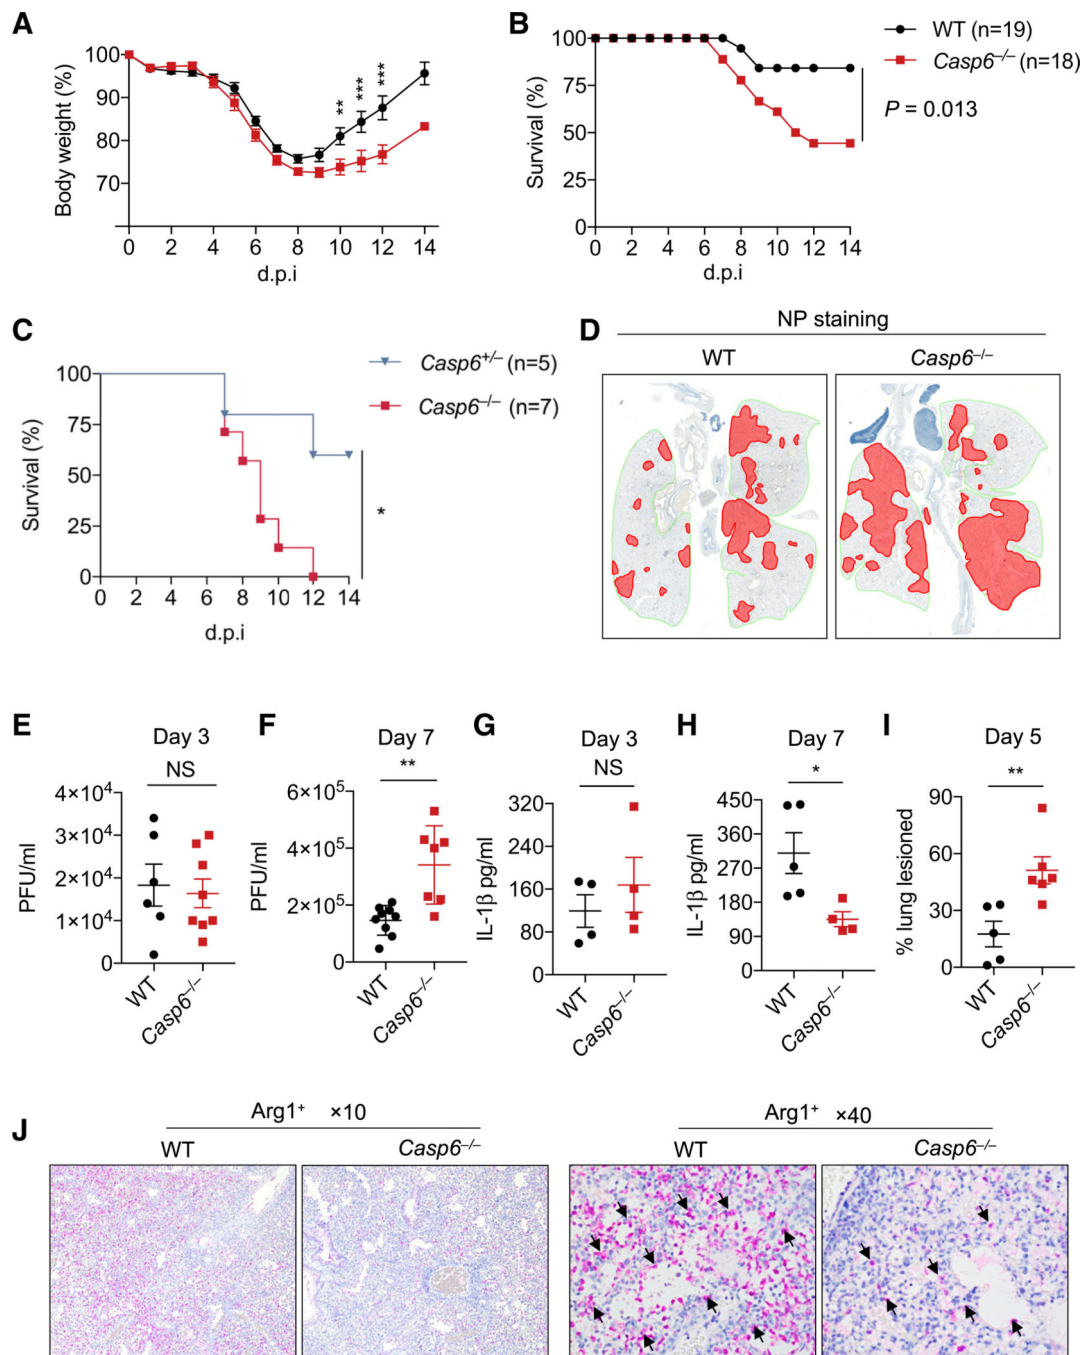 A
100
90
80
70
Body weight (%)
** *** ***
0 2 4 6 8 10 12 14
d.p.i
B
100
75
50
25
0
Survival (%)
0 2 4 6 8 10 12 14
d.p.i
WT (n=19)
Casp6–/– (n=18)
P = 0.013
C
Casp6+/– (n=5)
Casp6–/– (n=7)
100
75
50
25
0
Survival (%)
*
0 2 4 6 8 10 12 14
d.p.i
D
NP staining
WT Casp6–/–
E
Day 3
NS
4×10⁴
3×10⁴
2×10⁴
1×10⁴
0
PFU/ml
WT Casp6–/–
F
Day 7
**
6×10⁵
4×10⁵
2×10⁵
0
PFU/ml
WT Casp6–/–
G
Day 3
NS
320
240
160
80
0
IL-1β pg/ml
WT Casp6–/–
H
Day 7
*
450
360
270
180
90
0
IL-1β pg/ml
WT Casp6–/–
I
Day 5
**
90
60
30
0
% lung lesioned
WT Casp6–/–
J
Arg1⁺ ×10
WT Casp6–/–
Arg1⁺ ×40
WT Casp6–/–